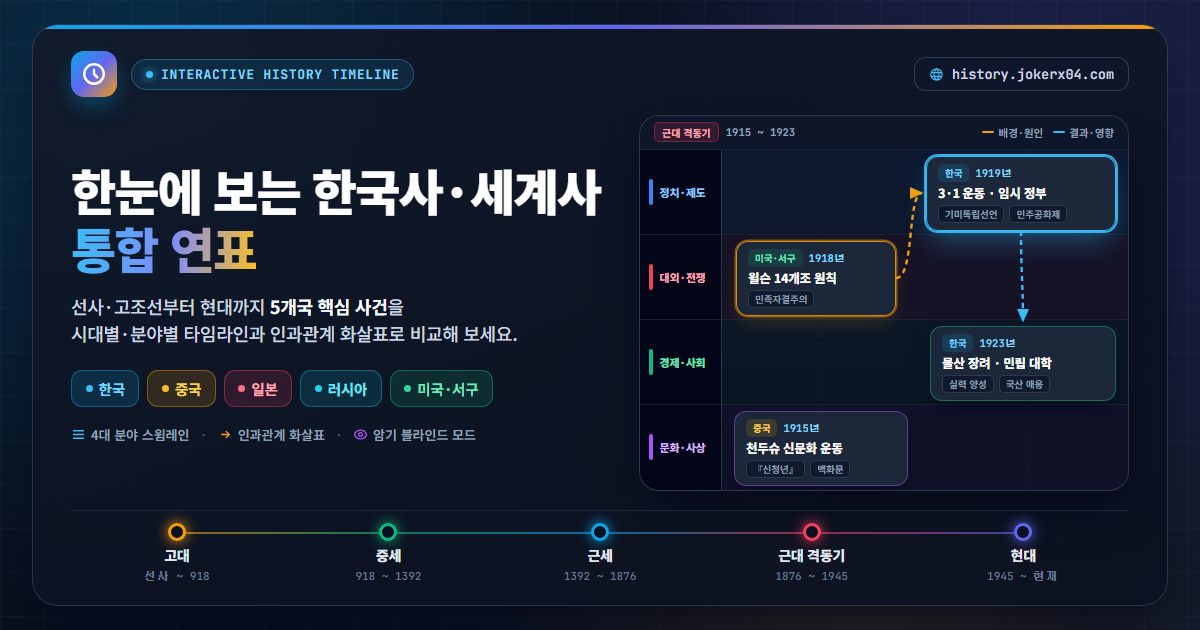 INTERACTIVE HISTORY TIMELINE
history.jokerx04.com
한눈에 보는 한국사·세계사
통합 연표
선사·고조선부터 현대까지 5개국 핵심 사건을
시대별·분야별 타임라인과 인과관계 화살표로 비교해 보세요.
한국
중국
일본
러시아
미국·서구
4대 분야 스윔레인 · 인과관계 화살표 · 암기 블라인드 모드
근대 격동기 1915 ~ 1923
배경·원인 결과·영향
정치·제도
한국 1919년
3·1 운동 · 임시 정부
기미독립선언 민주공화제
대외·전쟁
미국·서구 1918년
윌슨 14개조 원칙
민족자결주의
경제·사회
한국 1923년
물산 장려 · 민립 대학
실력 양성 국산 애용
문화·사상
중국 1915년
천두슈 신문화 운동
『신청년』 백화문
고대
선사 ~ 918
중세
918 ~ 1392
근세
1392 ~ 1876
근대 격동기
1876 ~ 1945
현대
1945 ~ 현재